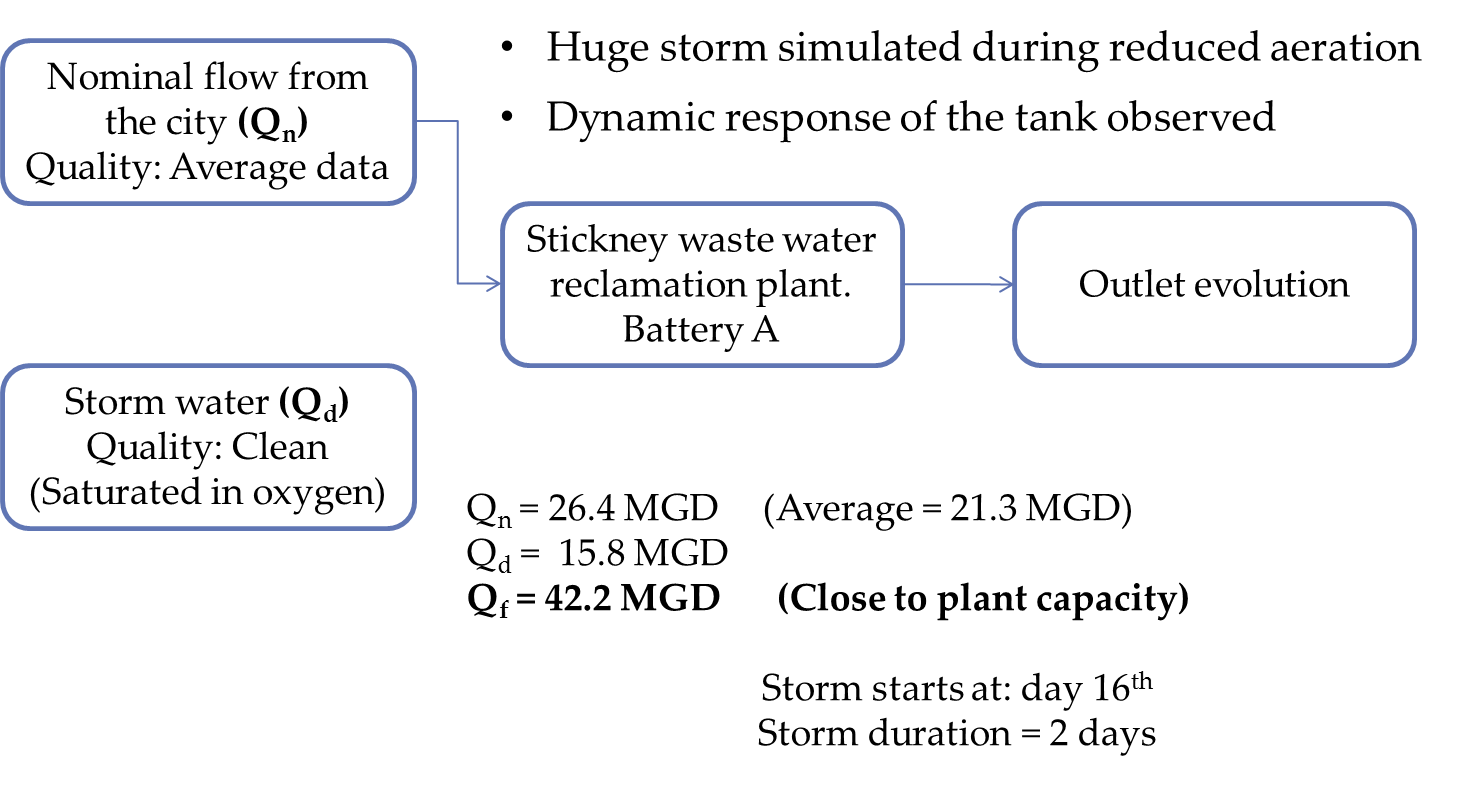 • Huge storm simulated during reduced aeration
• Dynamic response of the tank observed
Nominal flow from
the city (Qn)
Quality: Average data
Stickney waste water
reclamation plant.
Battery A
Outlet evolution
Storm water (Qd)
Quality: Clean
(Saturated in oxygen)
Qn = 26.4 MGD (Average = 21.3 MGD)
Qd = 15.8 MGD
Qf = 42.2 MGD (Close to plant capacity)
Storm starts at: day 16th
Storm duration = 2 days